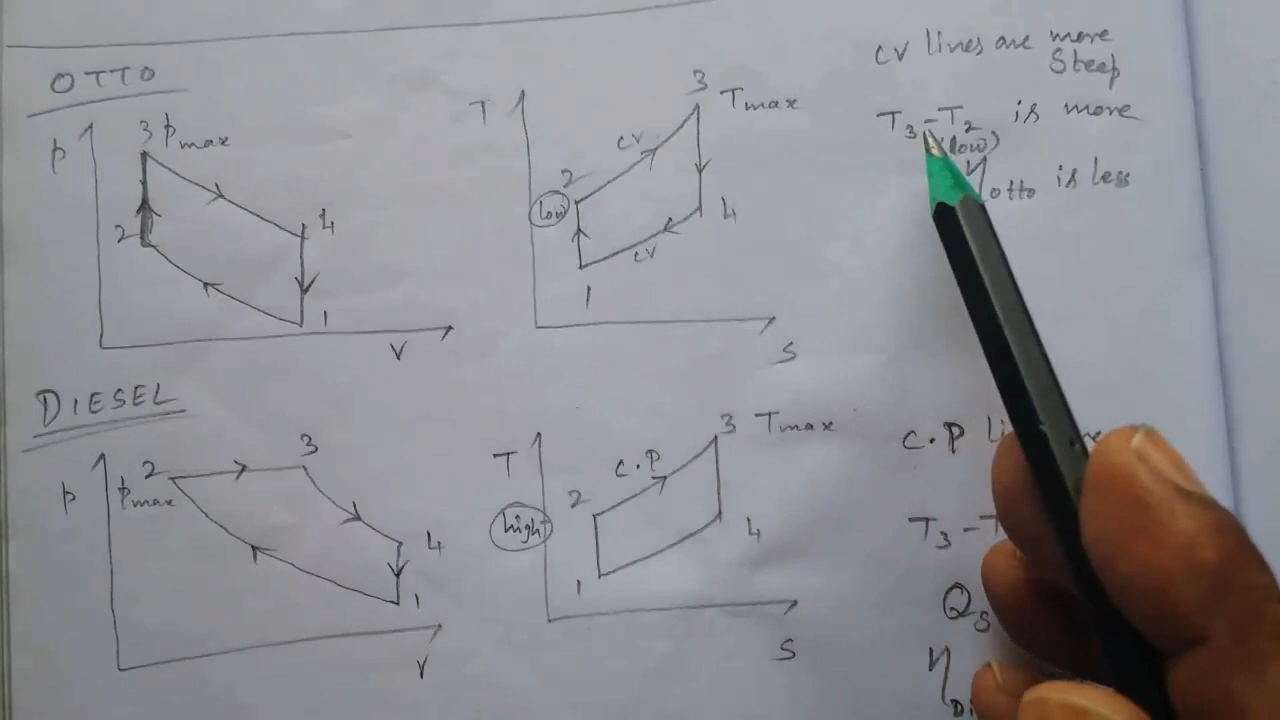 OTTO
p
3 pmax
2
4
1
V
T
3 Tmax
cv
2
low
4
cv
1
S
cv lines are more
Steep
T3-T2 is more
(low)
η otto is less
DIESEL
p
2
3
pmax
4
1
V
T
3 Tmax
C.P
2
high
4
1
S
C.P
T3-T
Qs
η